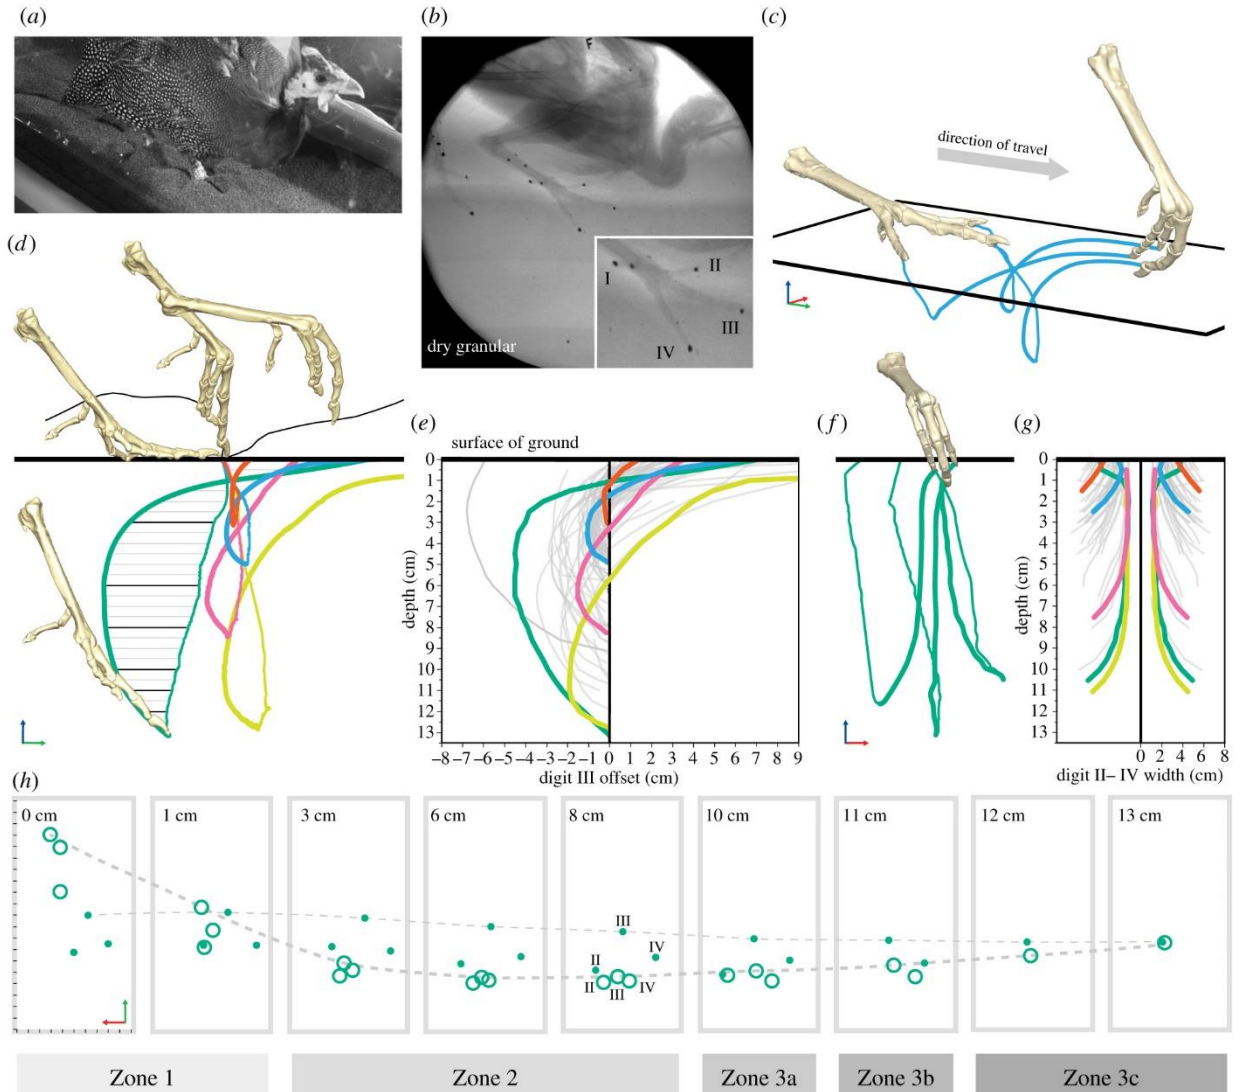 (a)
(b)
F
I
II
III
IV
dry granular
(c)
direction of travel
(d)
(e)
surface of ground
0
1
2
3
4
5
6
7
8
9
10
11
12
13
depth (cm)
–8 –7 –6 –5 –4 –3 –2 –1 0 1 2 3 4 5 6 7 8 9
digit III offset (cm)
(f)
(g)
0
1
2
3
4
5
6
7
8
9
10
11
12
13
depth (cm)
0 2 4 6 8
digit II– IV width (cm)
(h)
0 cm 1 cm 3 cm 6 cm 8 cm 10 cm 11 cm 12 cm 13 cm
III
II IV
II III IV
Zone 1 Zone 2 Zone 3a Zone 3b Zone 3c